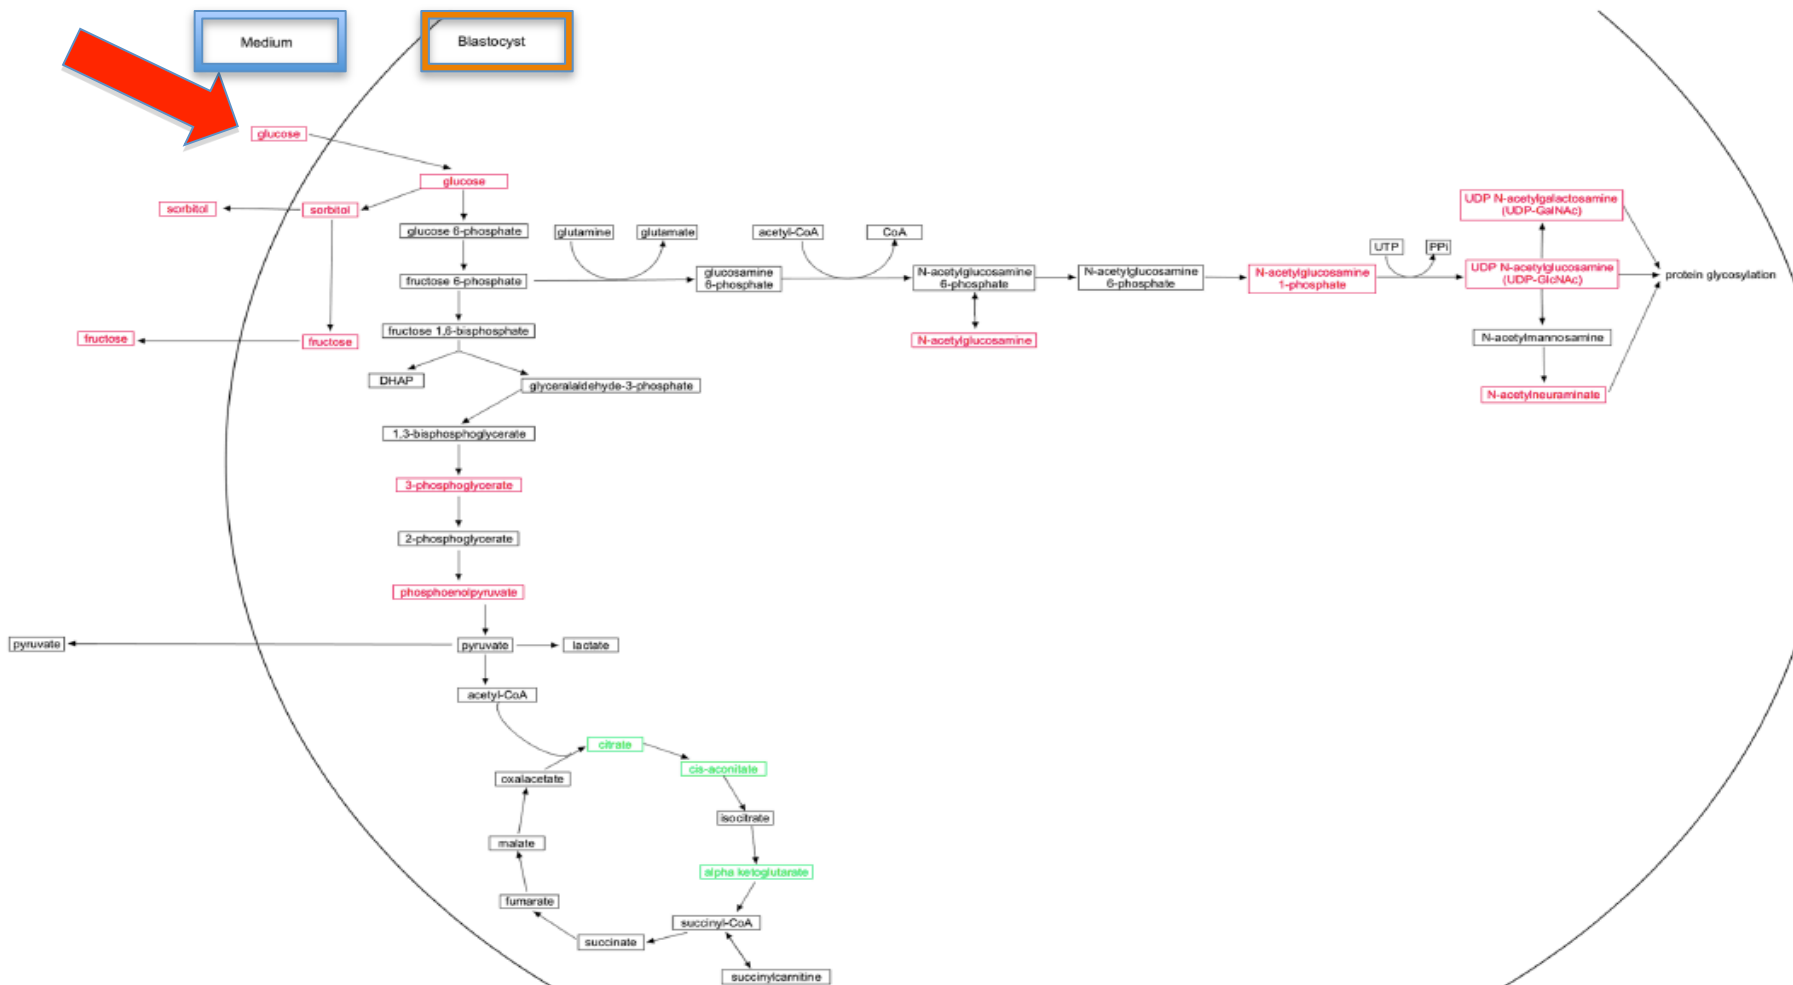 Medium
Blastocyst
glucose
glucose
sorbitol
sorbitol
glucose 6-phosphate
glutamine
glutamate
acetyl-CoA
CoA
UDP N-acetylgalactosamine
(UDP-GalNAc)
UTP
PPi
fructose 6-phosphate
glucosamine
6-phosphate
N-acetylglucosamine
6-phosphate
N-acetylglucosamine
6-phosphate
N-acetylglucosamine
1-phosphate
UDP N-acetylglucosamine
(UDP-GlcNAc)
protein glycosylation
fructose
fructose
fructose 1,6-bisphosphate
N-acetylglucosamine
N-acetylmannosamine
DHAP
glyceralaldehyde-3-phosphate
N-acetylneuraminate
1,3-bisphosphoglycerate
3-phosphoglycerate
2-phosphoglycerate
phosphoenolpyruvate
pyruvate
pyruvate
lactate
acetyl-CoA
citrate
cis-aconitate
oxalacetate
isocitrate
malate
alpha ketoglutarate
fumarate
succinyl-CoA
succinate
succinylcarnitine